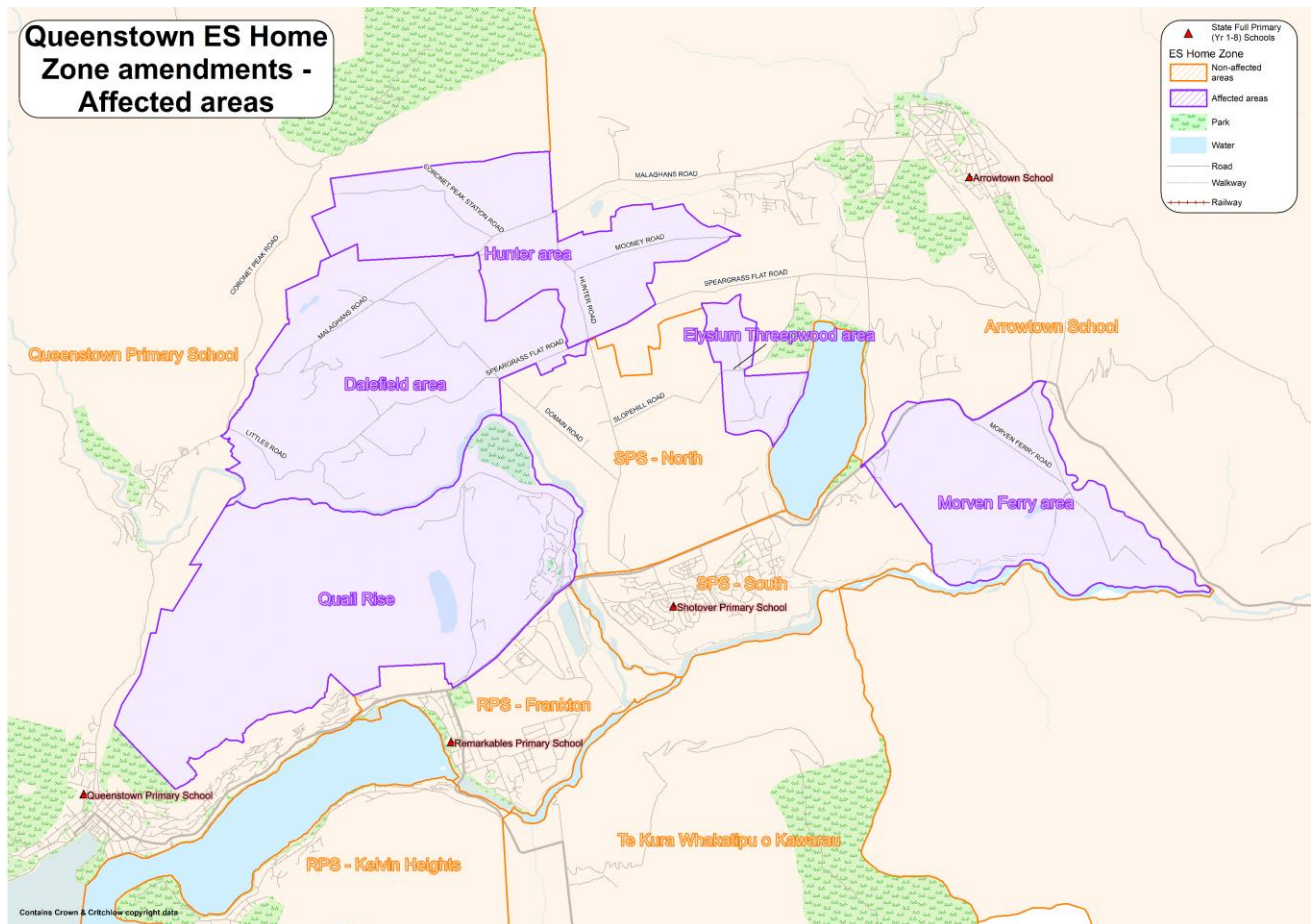 Queenstown ES Home
Zone amendments -
Affected areas
State Full Primary
(Yr 1-8) Schools
ES Home Zone
Non-affected
areas
Affected areas
Park
Water
Road
Walkway
Railway
CORONET PEAK STATION ROAD
MALAGHANS ROAD
Arrowtown School
CORONET PEAK ROAD
Hunter area
MOONEY ROAD
HUNTER ROAD
SPEARGRASS FLAT ROAD
MALAGHANS ROAD
Queenstown Primary School
Elysium Threepwood area
Arrowtown School
SPEARGRASS FLAT ROAD
Dalefield area
DOMAIN ROAD
SLOPEHILL ROAD
LITTLES ROAD
SPS - North
MORVEN FERRY ROAD
Morven Ferry area
Quail Rise
SPS - South
Shotover Primary School
RPS - Frankton
Remarkables Primary School
Queenstown Primary School
RPS - Kelvin Heights
Te Kura Whakatipu o Kawarau
Contains Crown & Critchlow copyright data